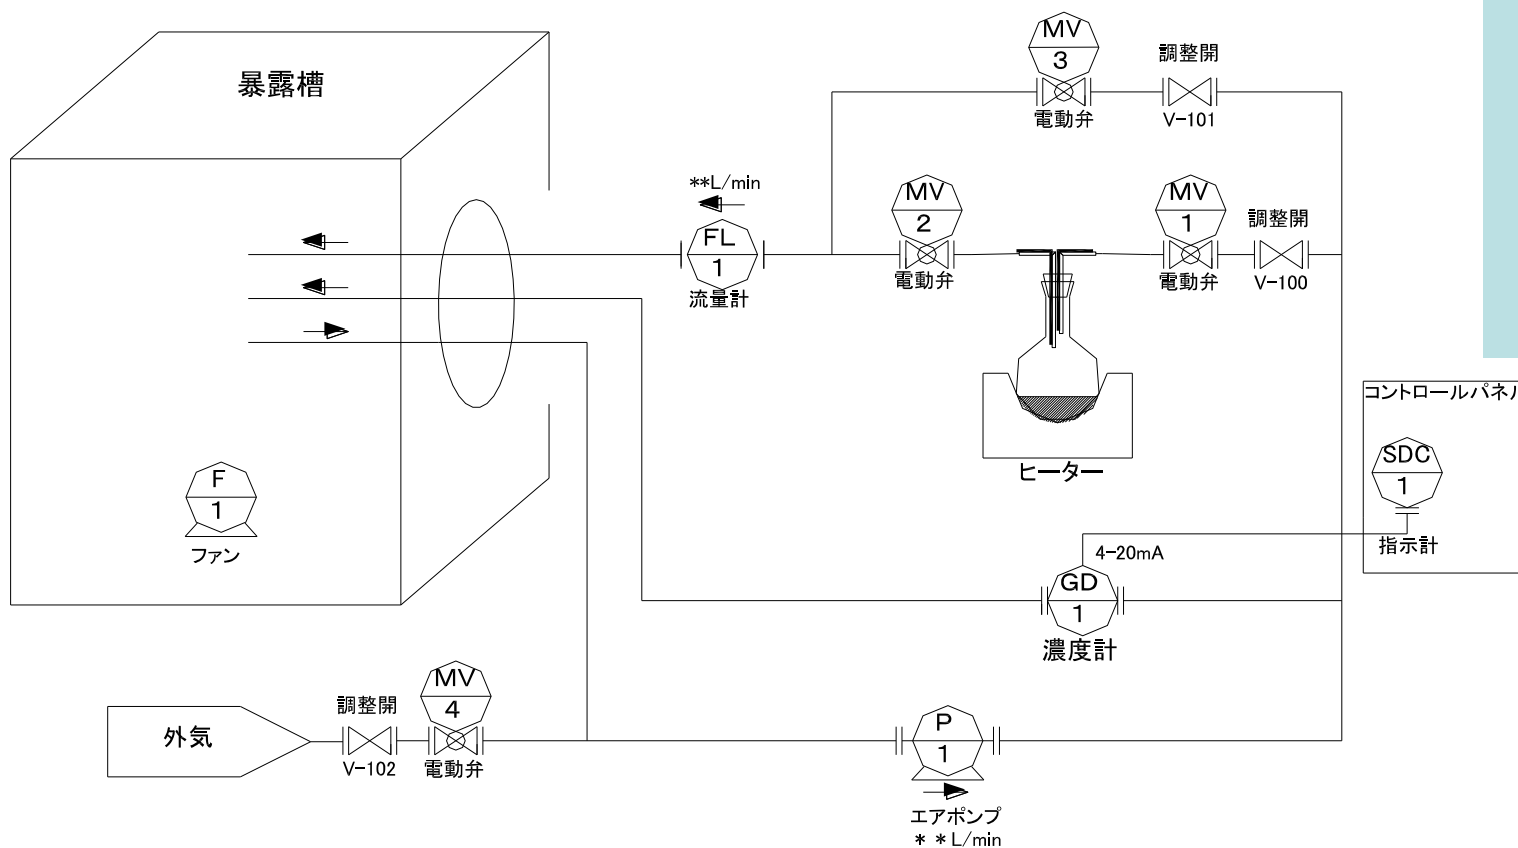 MV
3
調整開
暴露槽
電動弁
V-101
**L/min
MV
2
MV
1
調整開
FL
1
流量計
電動弁
電動弁
V-100
コントロールパネル
SDC
1
ヒーター
F
1
ファン
4-20mA
指示計
GD
1
濃度計
MV
4
調整開
外気
V-102
電動弁
P
1
エアポンプ
**L/min